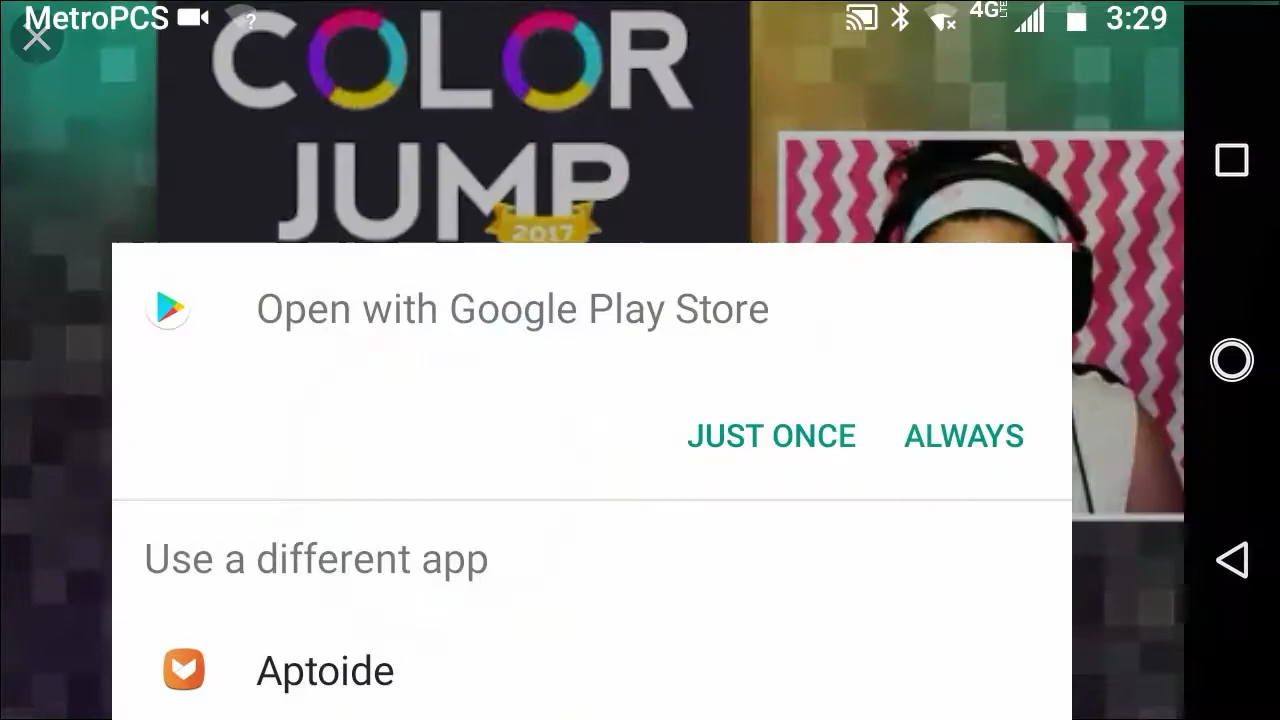 MetroPCS
?
4G LTE
3:29
COLOR
JUMP
2017
Open with Google Play Store
JUST ONCE
ALWAYS
Use a different app
Aptoide